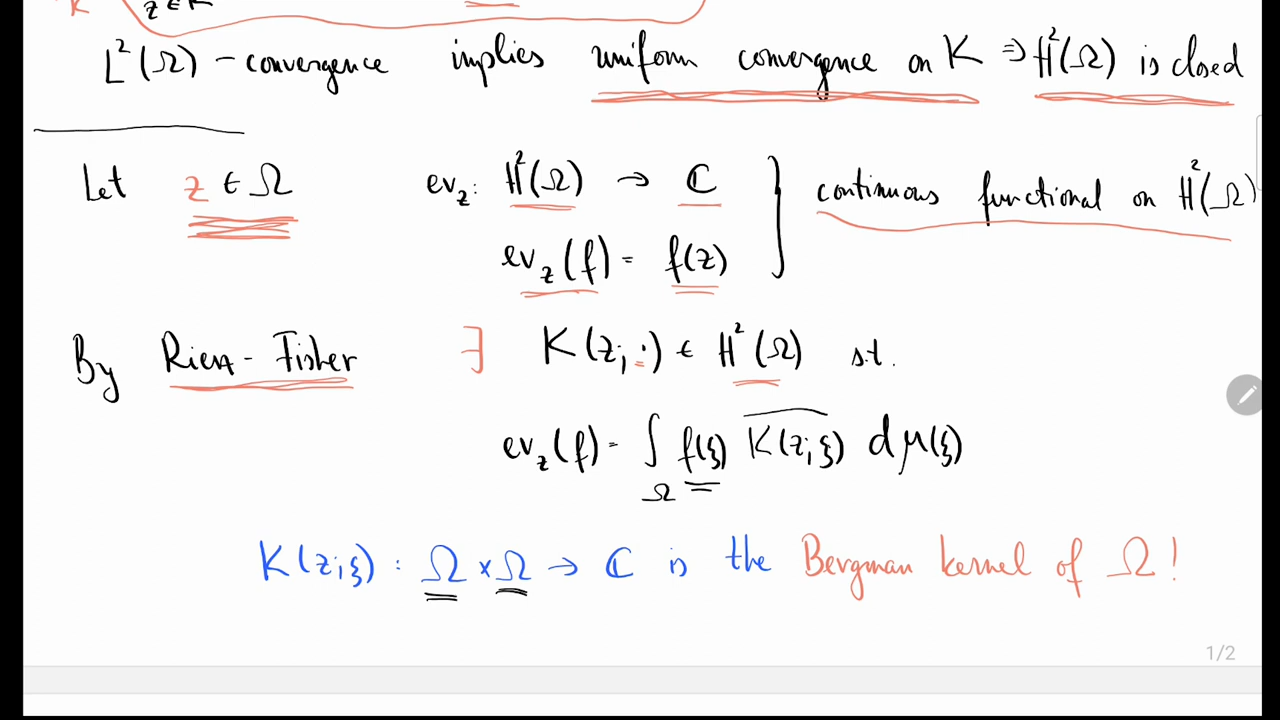 K z ∈ K
L²(Ω) – convergence implies uniform convergence on K ⇒ H²(Ω) is closed
Let z ∈ Ω ev_z : H²(Ω) → ℂ } continuous functional on H²(Ω)
ev_z(f) = f(z)
By Riesz - Fisher ∃ K(z, ·) ∈ H²(Ω) s.t.
ev_z(f) = ∫_Ω f(ξ) \overline{K(z,ξ)} dμ(ξ)
K(z,ξ) : Ω × Ω → ℂ is the Bergman kernel of Ω!
1/2